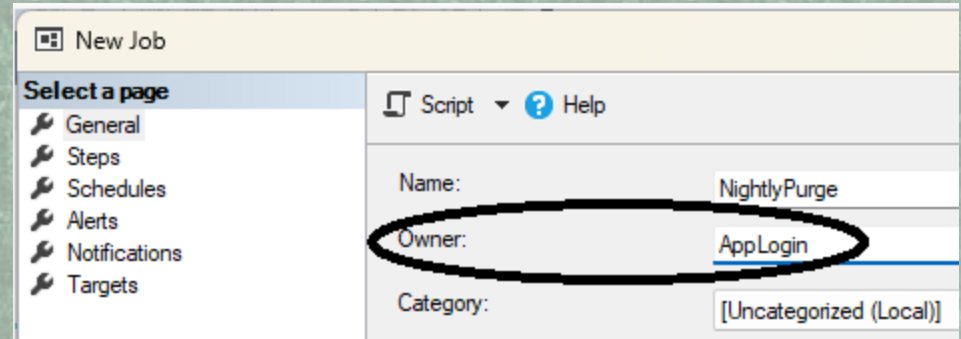 New Job
Select a page
General
Steps
Schedules
Alerts
Notifications
Targets
Script Help
Name: NightlyPurge
Owner: AppLogin
Category: [Uncategorized (Local)]